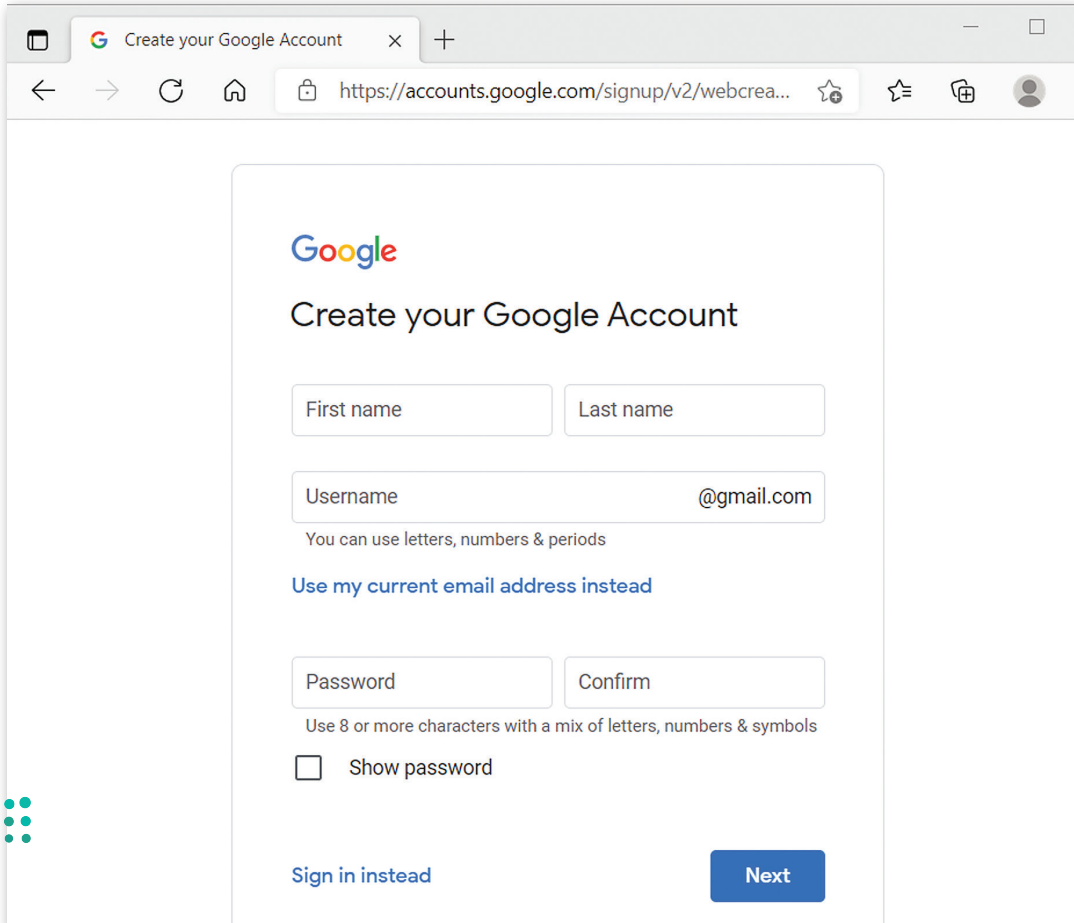 Create your Google Account
https://accounts.google.com/signup/v2/webcrea...
Google
Create your Google Account
First name Last name
Username @gmail.com
You can use letters, numbers & periods
Use my current email address instead
Password Confirm
Use 8 or more characters with a mix of letters, numbers & symbols
Show password
Sign in instead Next